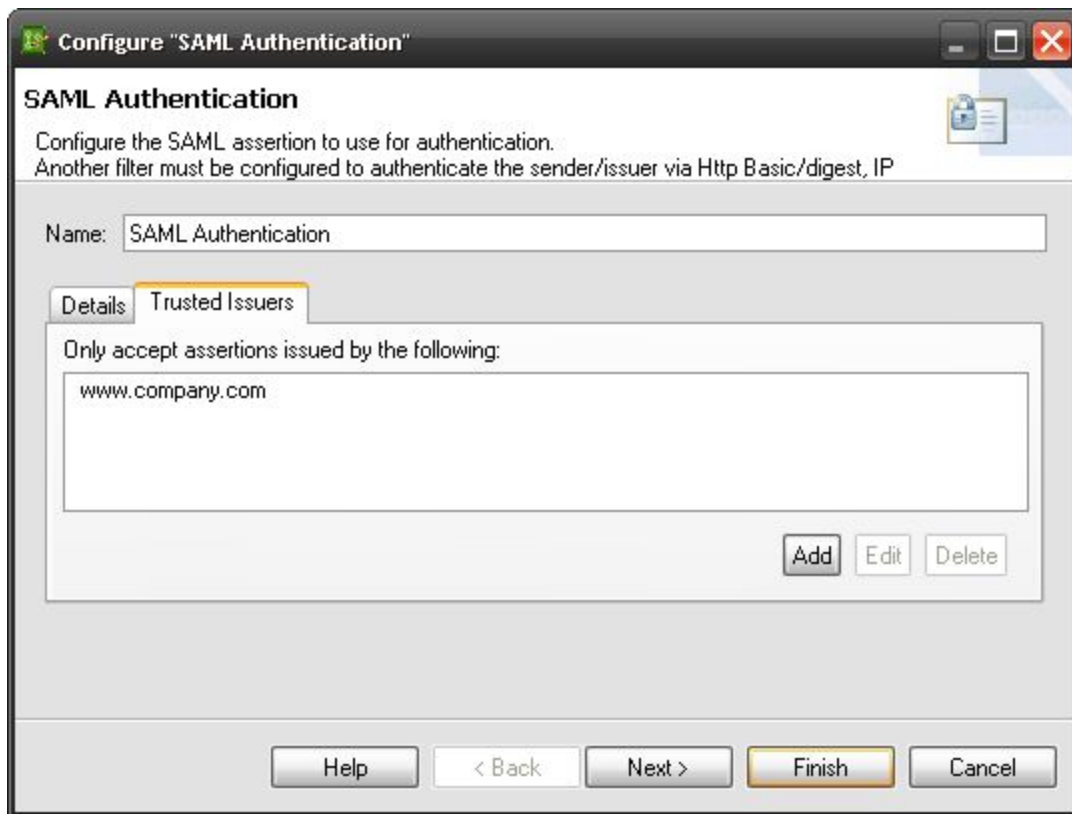 Configure "SAML Authentication"
SAML Authentication
Configure the SAML assertion to use for authentication.
Another filter must be configured to authenticate the sender/issuer via Http Basic/digest, IP
Name: SAML Authentication
Details Trusted Issuers
Only accept assertions issued by the following:
www.company.com
Add Edit Delete
Help < Back Next > Finish Cancel